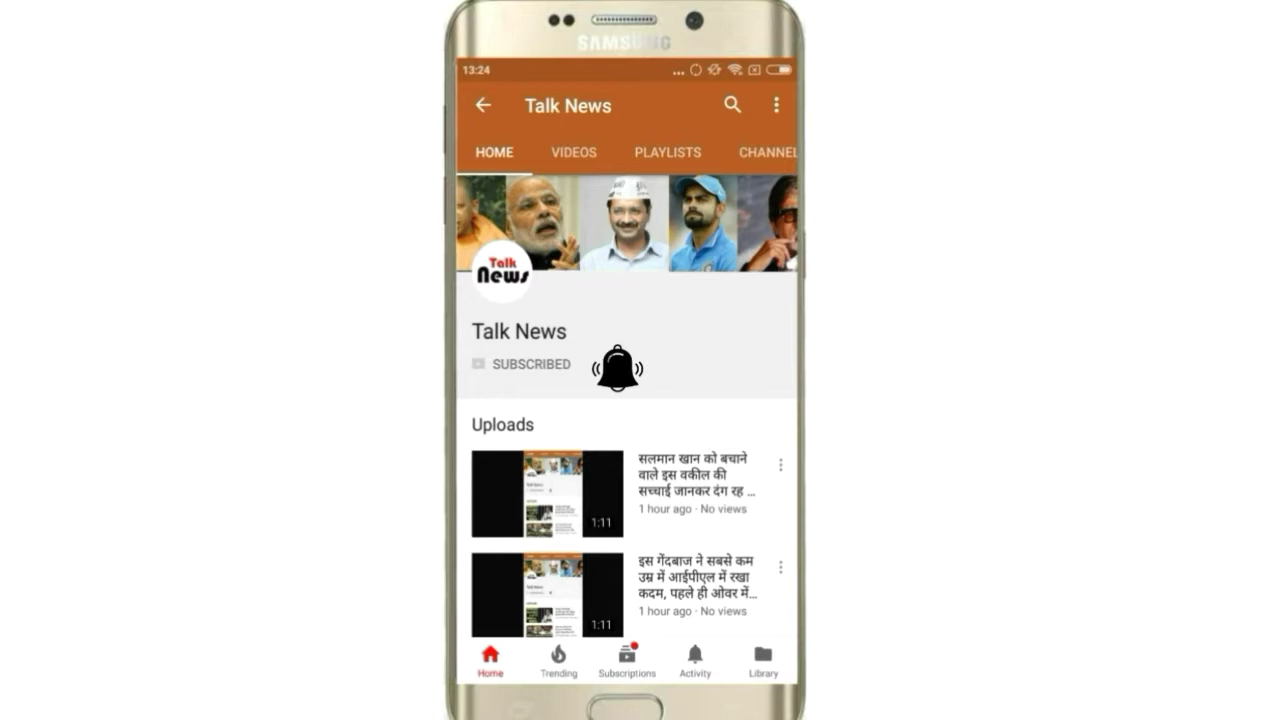 SAMSUNG
13:24
Talk News
HOME VIDEOS PLAYLISTS CHANNEL
Talk
News
Talk News
SUBSCRIBED
Uploads
सलमान खान को बचाने
वाले इस वकील की
सच्चाई जानकर दंग रह ...
1 hour ago · No views
1:11
इस गेंदबाज ने सबसे कम
उम्र में आईपीएल में रखा
कदम, पहले ही ओवर में...
1 hour ago · No views
1:11
Home Trending Subscriptions Activity Library